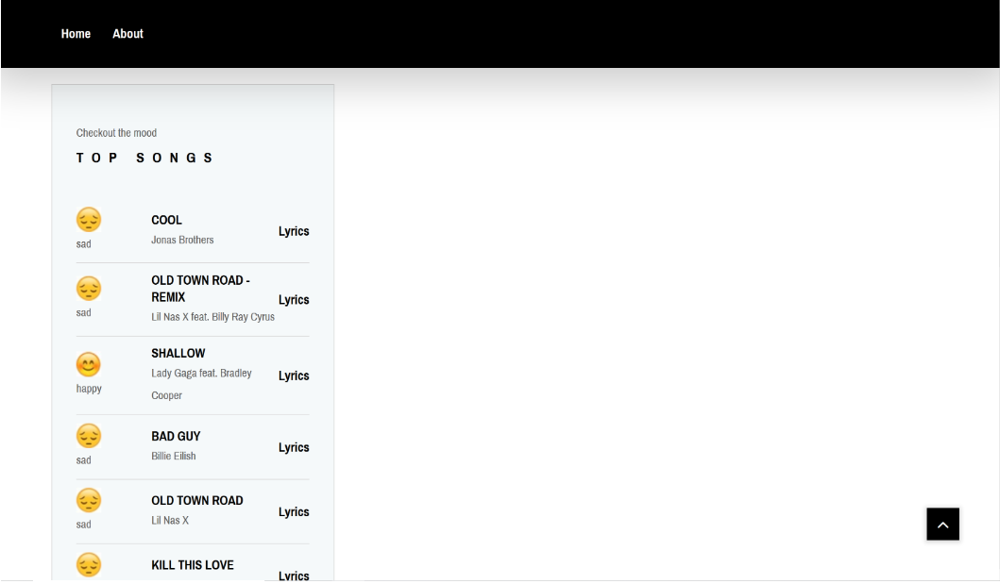 Home About
Checkout the mood
TOP SONGS
sad
COOL
Jonas Brothers
Lyrics
sad
OLD TOWN ROAD -
REMIX
Lil Nas X feat. Billy Ray Cyrus
Lyrics
happy
SHALLOW
Lady Gaga feat. Bradley
Cooper
Lyrics
sad
BAD GUY
Billie Eilish
Lyrics
sad
OLD TOWN ROAD
Lil Nas X
Lyrics
KILL THIS LOVE
Lyrics